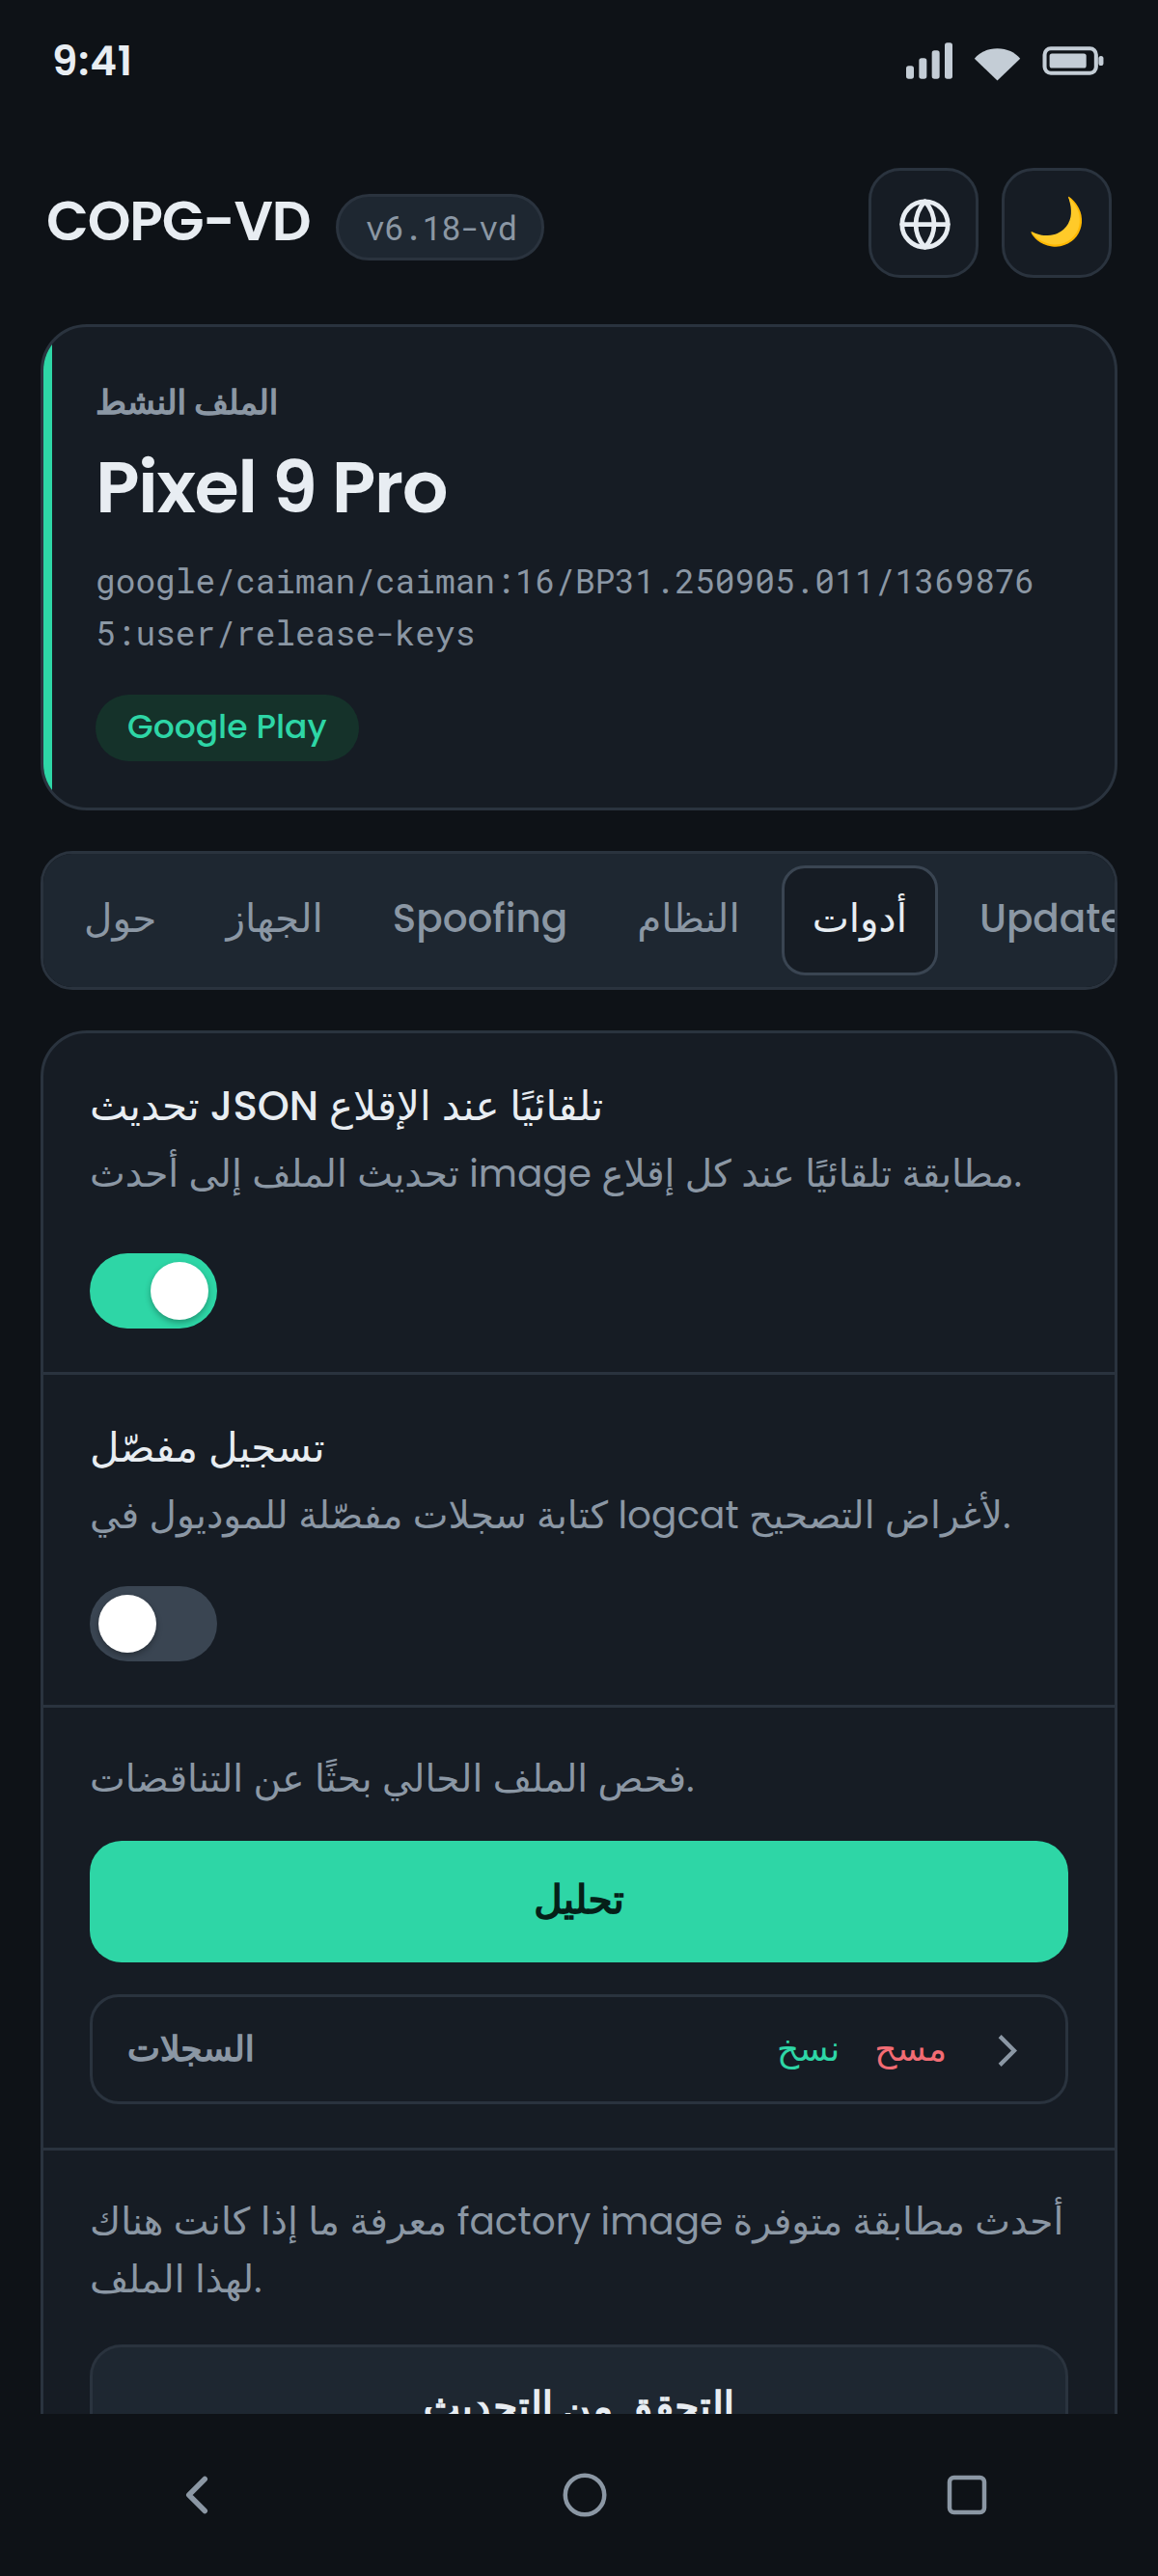 9:41
COPG-VD v6.18-vd
الملف النشط
Pixel 9 Pro
google/caiman/caiman:16/BP31.250905.011/1369876
5:user/release-keys
Google Play
حول الجهاز Spoofing النظام أدوات Update
تحديث JSON تلقائيًا عند الإقلاع
تحديث الملف إلى أحدث image مطابقة تلقائيًا عند كل إقلاع.
تسجيل مفصّل
كتابة سجلات مفصّلة للموديول في logcat لأغراض التصحيح.
فحص الملف الحالي بحثًا عن التناقضات.
تحليل
السجلات نسخ مسح
معرفة ما إذا كانت هناك factory image أحدث مطابقة متوفرة
لهذا الملف.
التحقق من التحديث